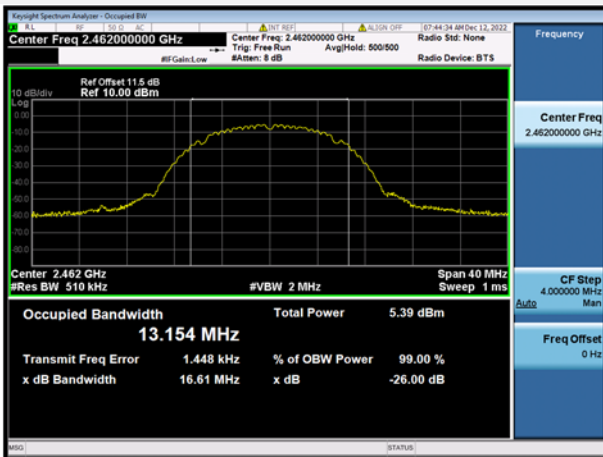 Keysight Spectrum Analyzer - Occupied BW
RL RF 50 Ω AC INT REF ALIGN OFF 07:44:34 AM Dec 12, 2022
Center Freq 2.462000000 GHz Center Freq: 2.462000000 GHz Radio Std: None
Trig: Free Run Avg|Hold: 500/500
#IFGain:Low #Atten: 8 dB Radio Device: BTS
Frequency
Ref Offset 11.5 dB
10 dB/div Ref 10.00 dBm
Log
0.00
-10.0
-20.0
-30.0
-40.0
-50.0
-60.0
-70.0
-80.0
Center 2.462 GHz Span 40 MHz
#Res BW 510 kHz #VBW 2 MHz Sweep 1 ms
Center Freq
2.462000000 GHz
CF Step
4.000000 MHz
Auto Man
Freq Offset
0 Hz
Occupied Bandwidth Total Power 5.39 dBm
13.154 MHz
Transmit Freq Error 1.448 kHz % of OBW Power 99.00 %
x dB Bandwidth 16.61 MHz x dB -26.00 dB
MSG STATUS